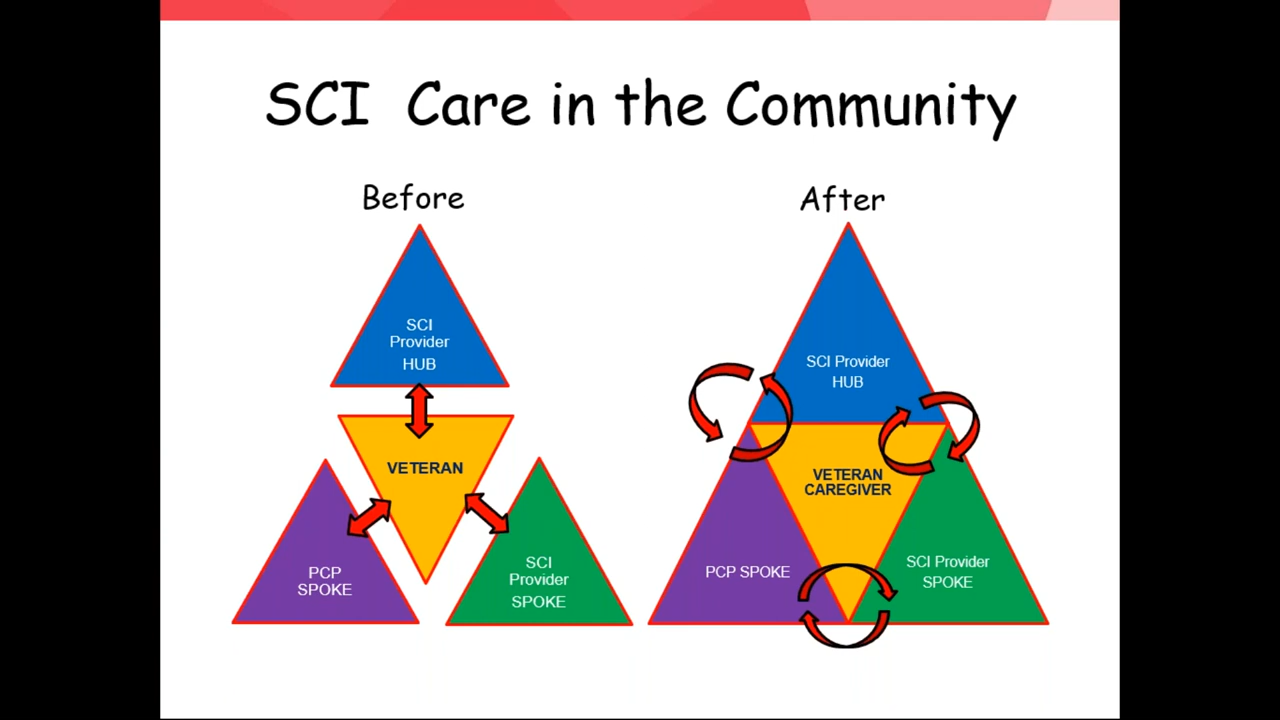 SCI Care in the Community
Before
After
SCI
Provider
HUB
VETERAN
PCP
SPOKE
SCI
Provider
SPOKE
SCI Provider
HUB
VETERAN
CAREGIVER
PCP SPOKE
SCI Provider
SPOKE